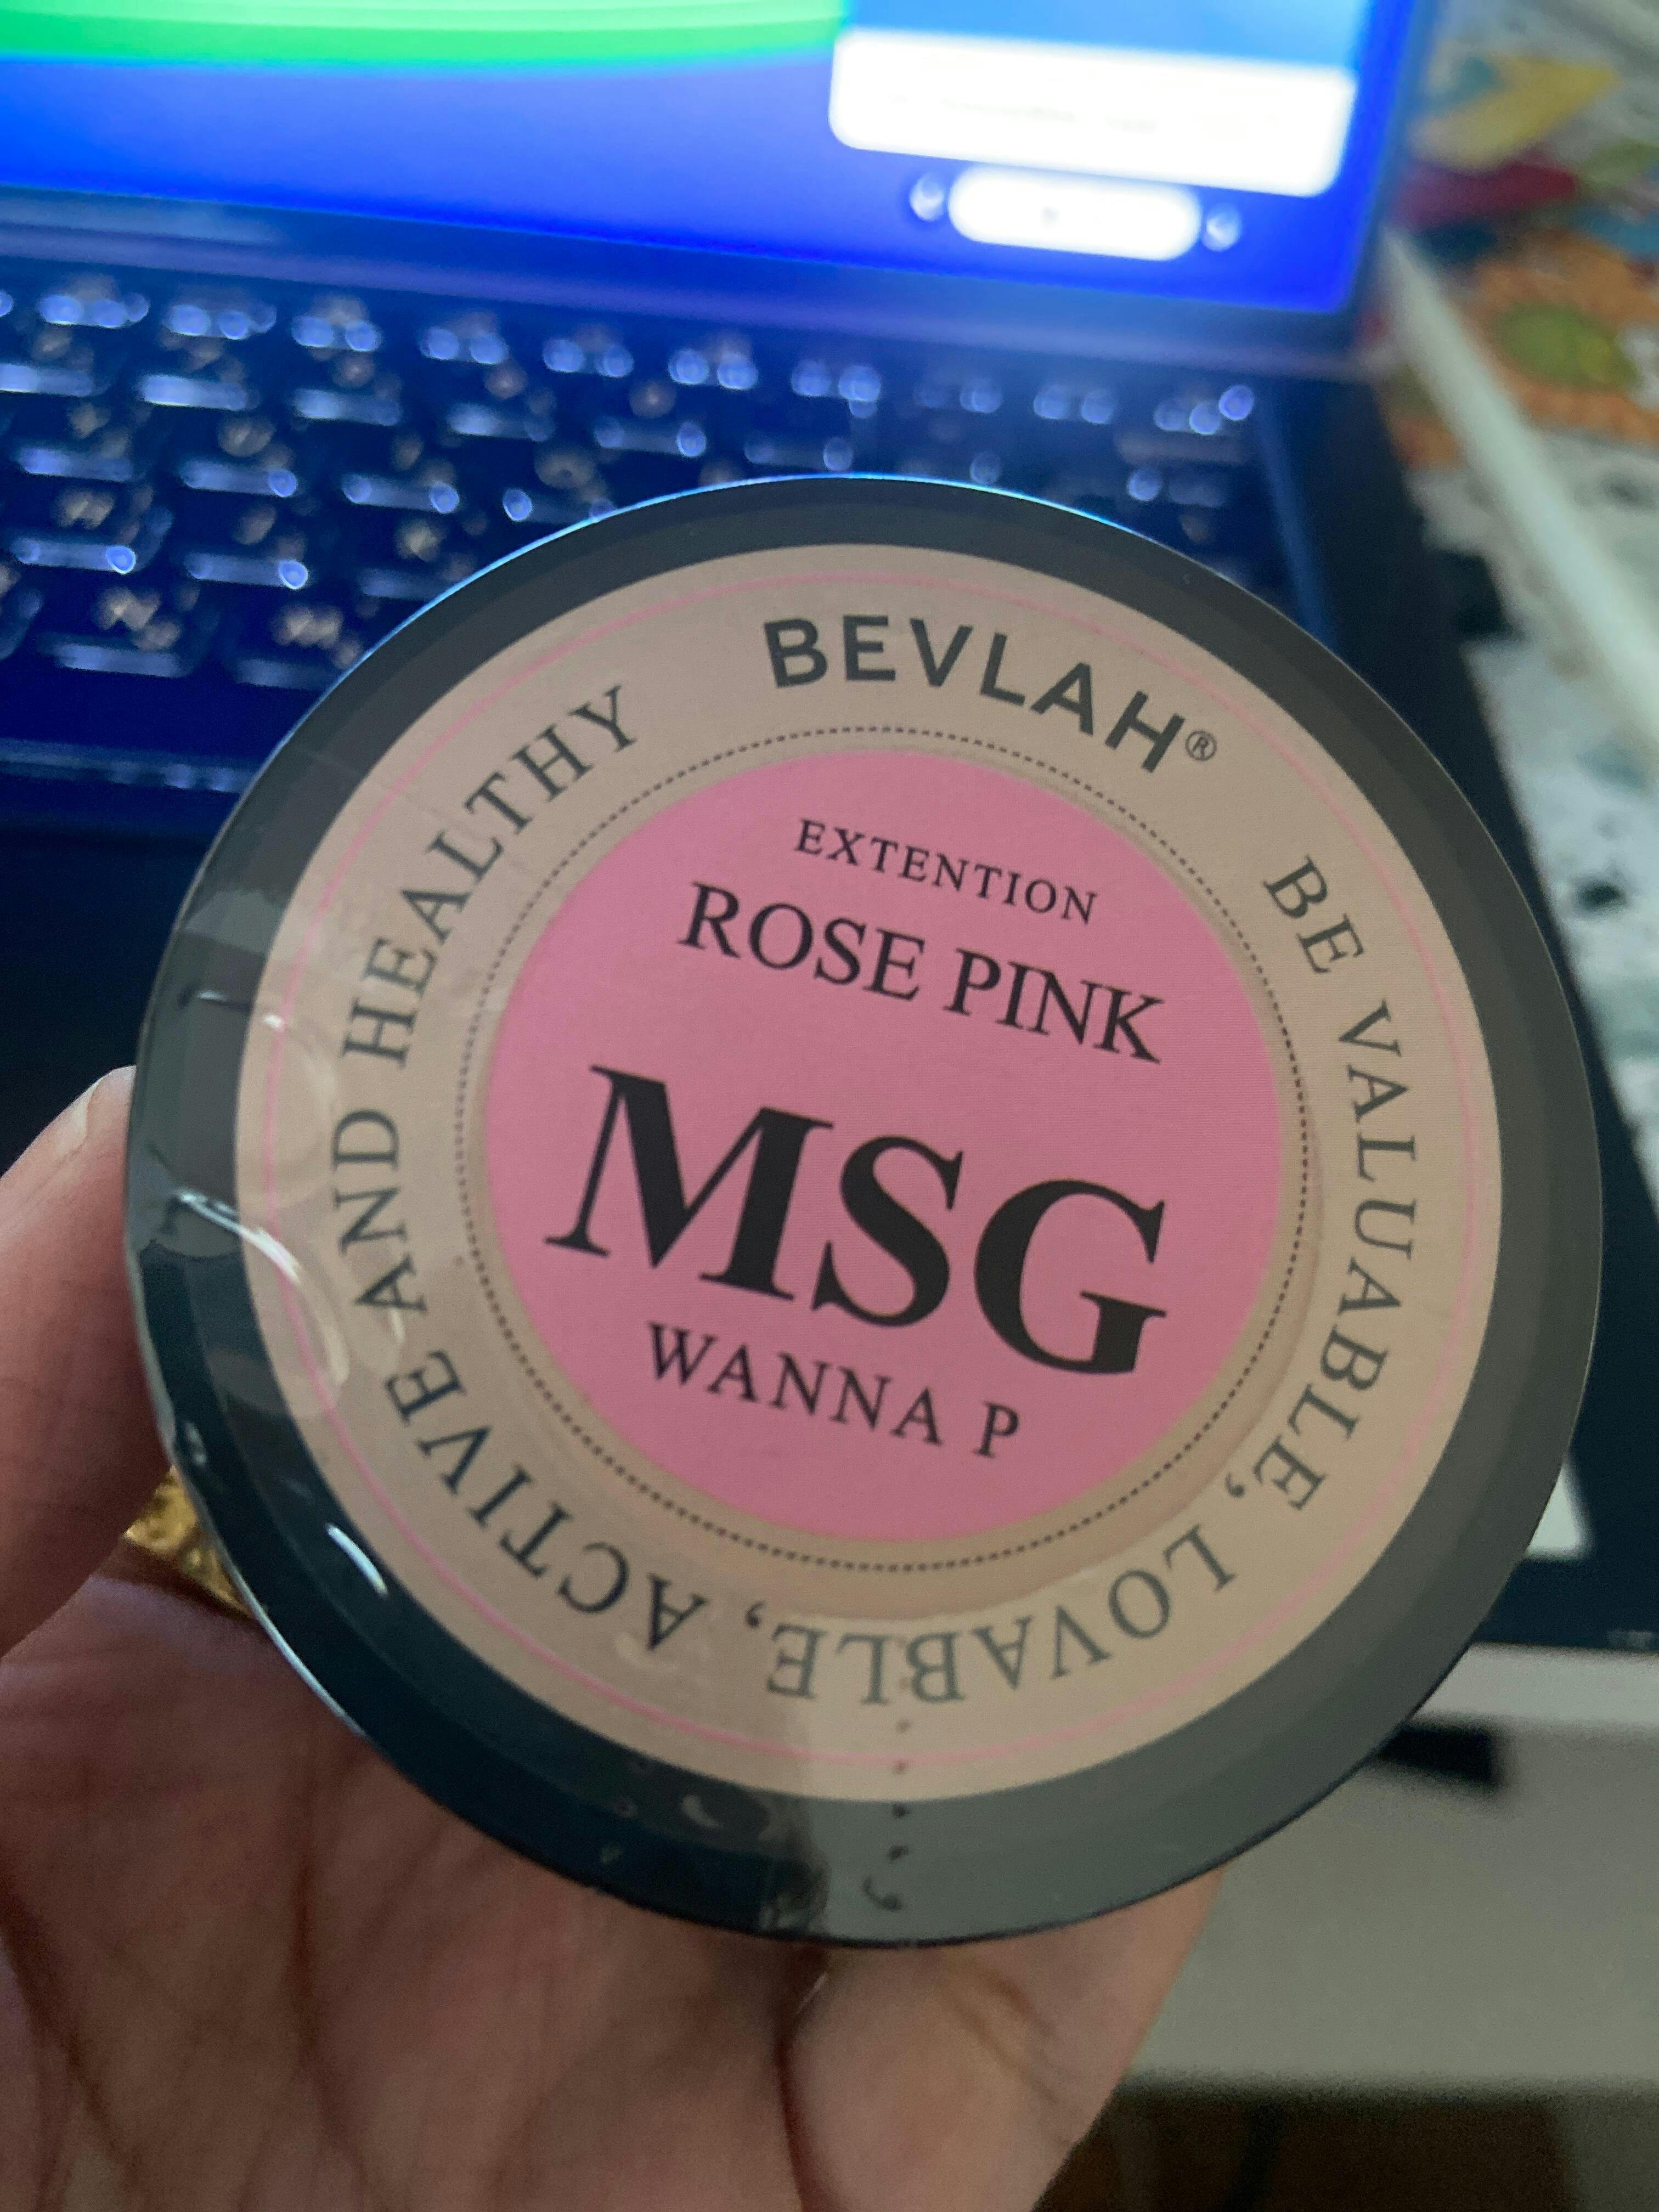 BEVLAH®
BE VALUABLE, LOVABLE, ACTIVE AND HEALTHY
EXTENTION
ROSE PINK
MSG
WANNA P